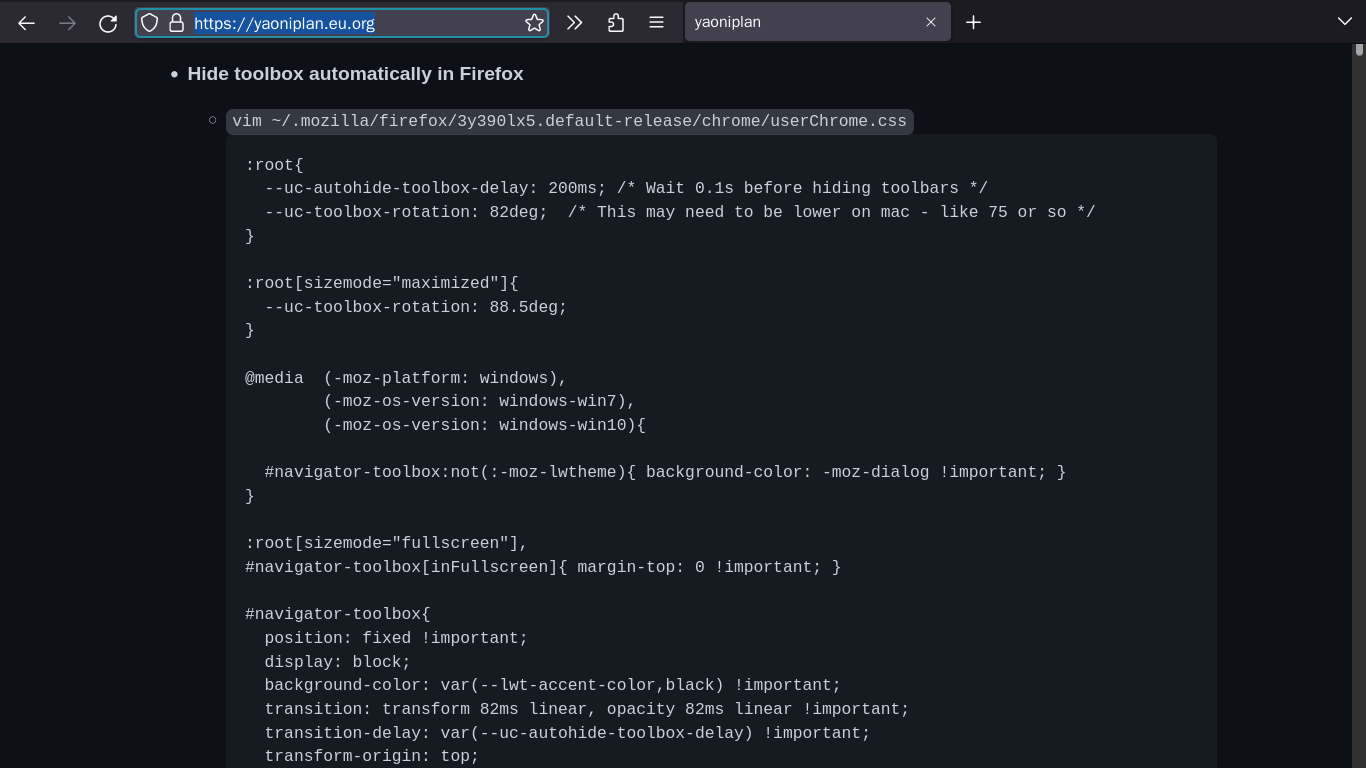 https://yaoniplan.eu.org
yaoniplan
Hide toolbox automatically in Firefox
vim ~/.mozilla/firefox/3y390lx5.default-release/chrome/userChrome.css
:root{
  --uc-autohide-toolbox-delay: 200ms; /* Wait 0.1s before hiding toolbars */
  --uc-toolbox-rotation: 82deg;  /* This may need to be lower on mac - like 75 or so */
}

:root[sizemode="maximized"]{
  --uc-toolbox-rotation: 88.5deg;
}

@media  (-moz-platform: windows),
        (-moz-os-version: windows-win7),
        (-moz-os-version: windows-win10){

  #navigator-toolbox:not(:-moz-lwtheme){ background-color: -moz-dialog !important; }
}

:root[sizemode="fullscreen"],
#navigator-toolbox[inFullscreen]{ margin-top: 0 !important; }

#navigator-toolbox{
  position: fixed !important;
  display: block;
  background-color: var(--lwt-accent-color,black) !important;
  transition: transform 82ms linear, opacity 82ms linear !important;
  transition-delay: var(--uc-autohide-toolbox-delay) !important;
  transform-origin: top;